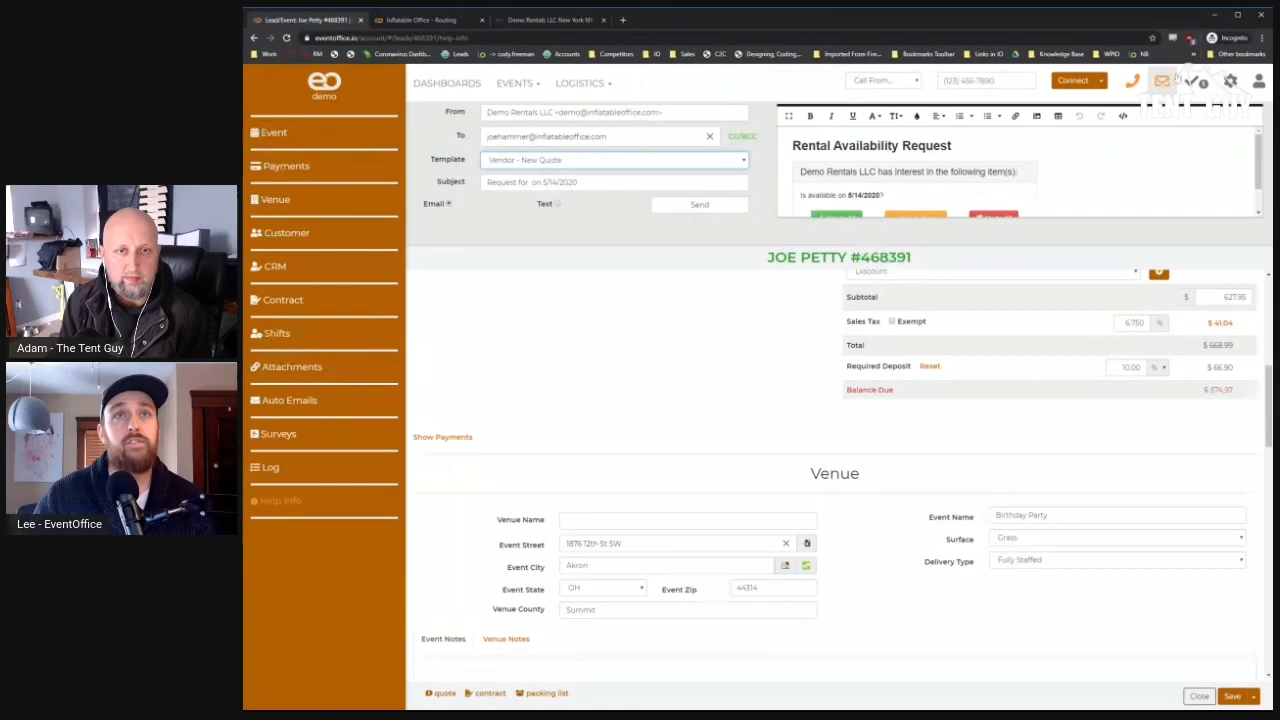 Lead/Event: Joe Petty #468391 |
Inflatable Office - Routing
Demo Rentals LLC New York NY
eventoffice.io/account/#/leads/468391/help-info
Incognito
Work
RM
Coronavirus Dashb...
Leads
-> cody.freeman
Accounts
Competitors
IO
Sales
C2C
Designing, Coding,...
Imported From Fire...
Bookmarks Toolbar
Links in IO
Knowledge Base
WPIO
NB
Other bookmarks
eo
demo
DASHBOARDS
EVENTS
LOGISTICS
Call From...
(123) 456-7890
Connect
TENT GUY
Event
Payments
Venue
Customer
CRM
Contract
Shifts
Attachments
Auto Emails
Surveys
Log
Help Info
From
Demo Rentals LLC <demo@inflatableoffice.com>
To
joehammer@inflatableoffice.com
CC/BCC
Template
Vendor - New Quote
Subject
Request for on 5/14/2020
Email
Text
Send
Rental Availability Request
Demo Rentals LLC has interest in the following item(s):
Is available on 5/14/2020?
JOE PETTY #468391
Discount
Subtotal
$ 627.95
Sales Tax Exempt
6.750 %
$ 41.04
Total
$ 668.99
Required Deposit Reset
10.00 %
$ 66.90
Balance Due
Show Payments
Venue
Venue Name
Event Street
1876 12th St SW
Event City
Akron
Event State
OH
Event Zip
44314
Venue County
Summit
Event Name
Birthday Party
Surface
Grass
Delivery Type
Fully Staffed
Event Notes
Venue Notes
quote
contract
packing list
Close
Save
Adam - The Tent Guy
Lee - EventOffice